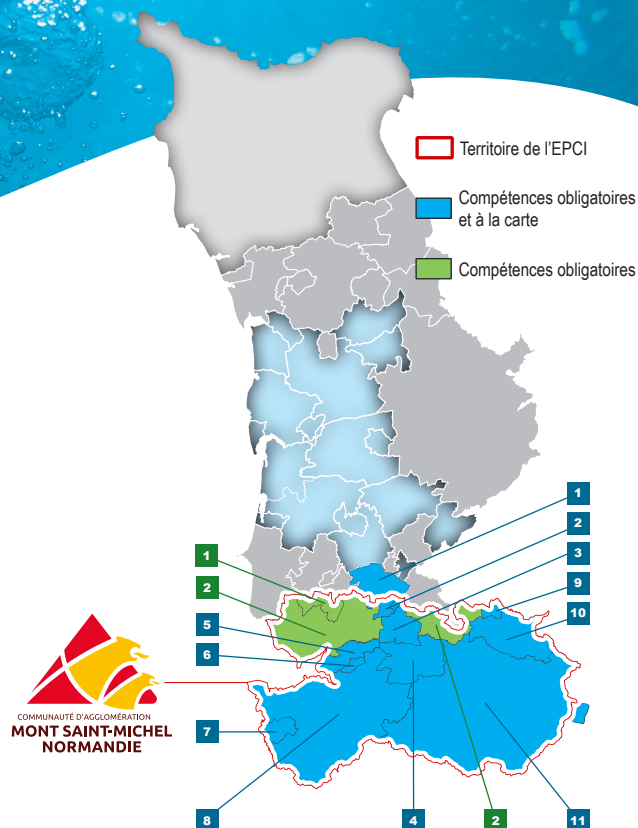 Territoire de l'EPCI
Compétences obligatoires
et à la carte
Compétences obligatoires
1
2
3
9
10
1
2
5
6
7
8
4
2
11
COMMUNAUTÉ D'AGGLOMÉRATION
MONT SAINT-MICHEL
NORMANDIE